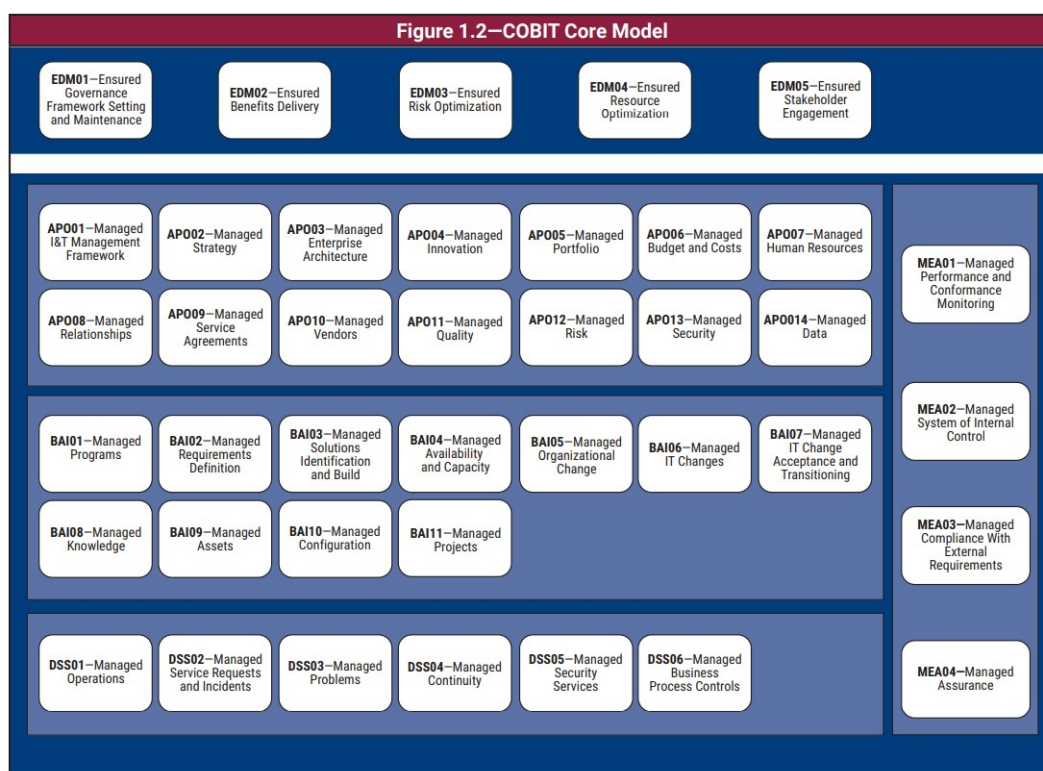 Figure 1.2—COBIT Core Model
EDM01—Ensured
Governance
Framework Setting
and Maintenance
EDM02—Ensured
Benefits Delivery
EDM03—Ensured
Risk Optimization
EDM04—Ensured
Resource
Optimization
EDM05—Ensured
Stakeholder
Engagement
APO01—Managed
I&T Management
Framework
APO02—Managed
Strategy
APO03—Managed
Enterprise
Architecture
APO04—Managed
Innovation
APO05—Managed
Portfolio
APO06—Managed
Budget and Costs
APO07—Managed
Human Resources
APO08—Managed
Relationships
APO09—Managed
Service
Agreements
APO10—Managed
Vendors
APO11—Managed
Quality
APO12—Managed
Risk
APO13—Managed
Security
APO014—Managed
Data
BAI01—Managed
Programs
BAI02—Managed
Requirements
Definition
BAI03—Managed
Solutions
Identification
and Build
BAI04—Managed
Availability
and Capacity
BAI05—Managed
Organizational
Change
BAI06—Managed
IT Changes
BAI07—Managed
IT Change
Acceptance and
Transitioning
BAI08—Managed
Knowledge
BAI09—Managed
Assets
BAI10—Managed
Configuration
BAI11—Managed
Projects
DSS01—Managed
Operations
DSS02—Managed
Service Requests
and Incidents
DSS03—Managed
Problems
DSS04—Managed
Continuity
DSS05—Managed
Security
Services
DSS06—Managed
Business
Process Controls
MEA01—Managed
Performance and
Conformance
Monitoring
MEA02—Managed
System of Internal
Control
MEA03—Managed
Compliance With
External
Requirements
MEA04—Managed
Assurance